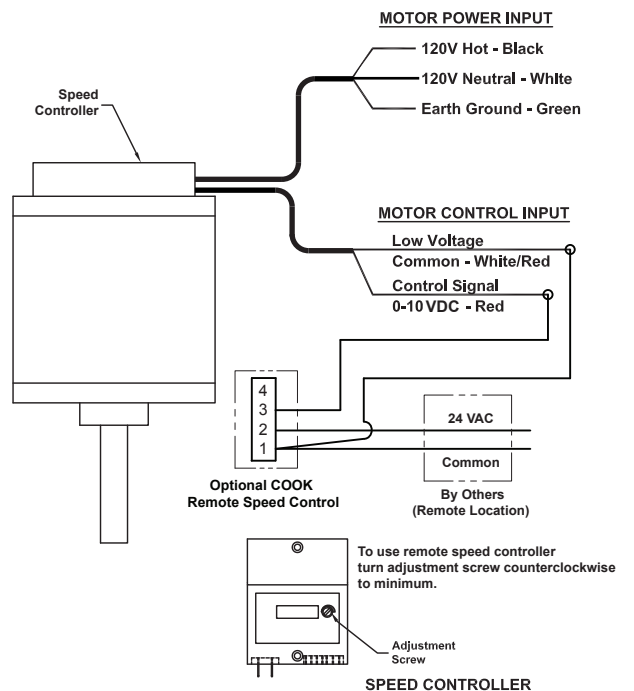 MOTOR POWER INPUT
120V Hot - Black
120V Neutral - White
Earth Ground - Green
Speed
Controller
MOTOR CONTROL INPUT
Low Voltage
Common - White/Red
Control Signal
0-10 VDC - Red
4
3
2
1
24 VAC
Common
Optional COOK
Remote Speed Control
By Others
(Remote Location)
To use remote speed controller
turn adjustment screw counterclockwise
to minimum.
Adjustment
Screw
SPEED CONTROLLER